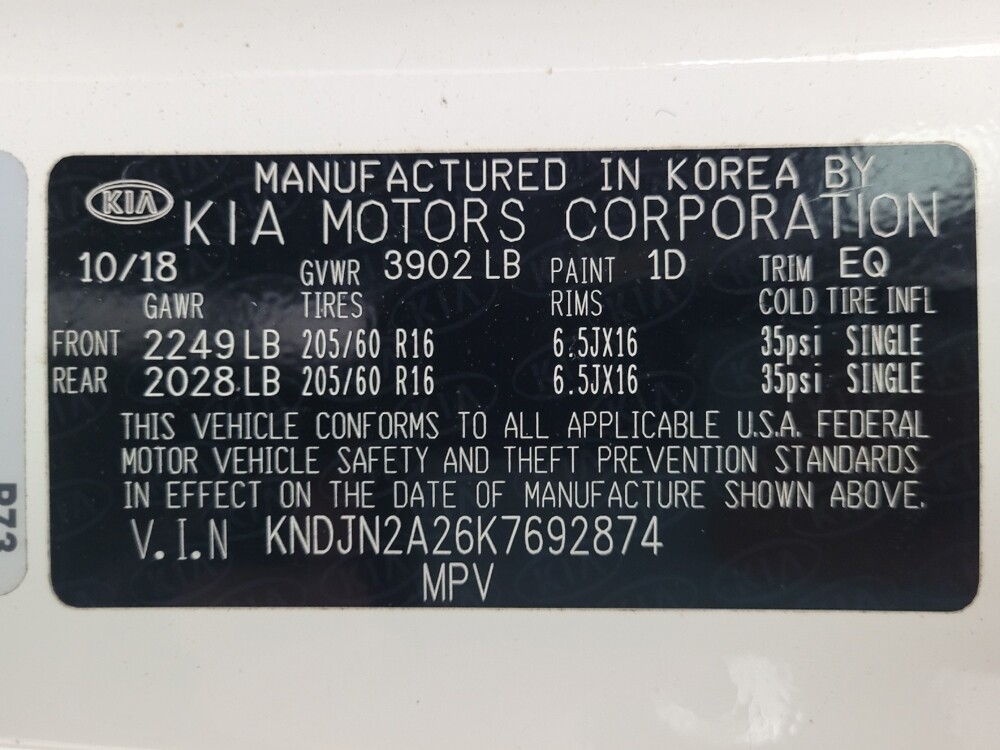 MANUFACTURED IN KOREA BY
KIA KIA MOTORS CORPORATION
10/18 GVWR 3902 LB PAINT 1D TRIM EQ
GAWR TIRES RIMS COLD TIRE INFL
FRONT 2249 LB 205/60 R16 6.5JX16 35psi SINGLE
REAR 2028 LB 205/60 R16 6.5JX16 35psi SINGLE
THIS VEHICLE CONFORMS TO ALL APPLICABLE U.S.A. FEDERAL
MOTOR VEHICLE SAFETY AND THEFT PREVENTION STANDARDS
IN EFFECT ON THE DATE OF MANUFACTURE SHOWN ABOVE.
V.I.N KNDJN2A26K7692874
MPV